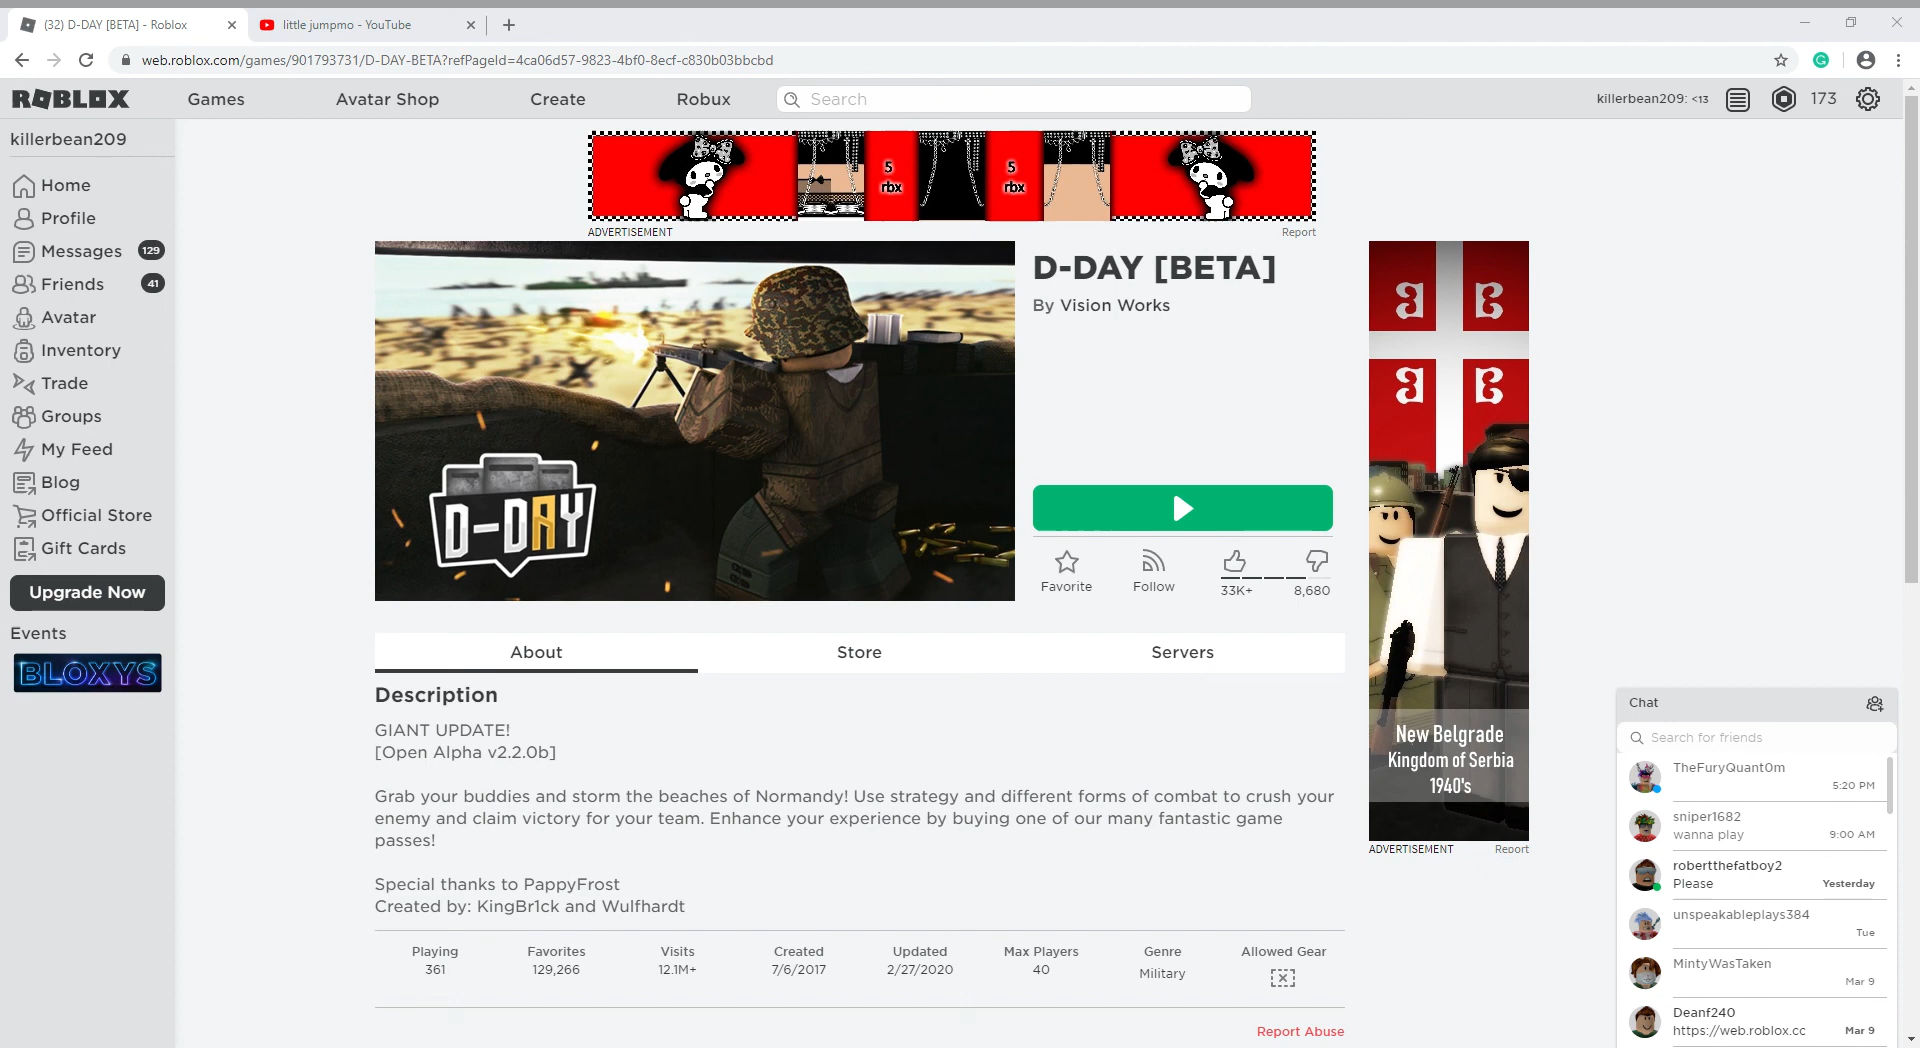 (32) D-DAY [BETA] - Roblox
little jumpmo - YouTube
web.roblox.com/games/901793731/D-DAY-BETA?refPageId=4ca06d57-9823-4bf0-8ecf-c830b03bbcbd
ROBLOX
Games
Avatar Shop
Create
Robux
Search
killerbean209: <13
173
killerbean209
Home
Profile
Messages 129
Friends 41
Avatar
Inventory
Trade
Groups
My Feed
Blog
Official Store
Gift Cards
Upgrade Now
Events
BLOXYS
5
rbx
5
rbx
ADVERTISEMENT
Report
D-DAY
D-DAY [BETA]
By Vision Works
Favorite
Follow
33K+
8,680
New Belgrade
Kingdom of Serbia
1940's
ADVERTISEMENT
Report
About
Store
Servers
Description
GIANT UPDATE!
[Open Alpha v2.2.0b]
Grab your buddies and storm the beaches of Normandy! Use strategy and different forms of combat to crush your
enemy and claim victory for your team. Enhance your experience by buying one of our many fantastic game
passes!
Special thanks to PappyFrost
Created by: KingBr1ck and Wulfhardt
Playing
361
Favorites
129,266
Visits
12.1M+
Created
7/6/2017
Updated
2/27/2020
Max Players
40
Genre
Military
Allowed Gear
Report Abuse
Chat
Search for friends
TheFuryQuant0m
5:20 PM
sniper1682
wanna play 9:00 AM
robertthefatboy2
Please Yesterday
unspeakableplays384
Tue
MintyWasTaken
Mar 9
Deanf240
https://web.roblox.cc Mar 9